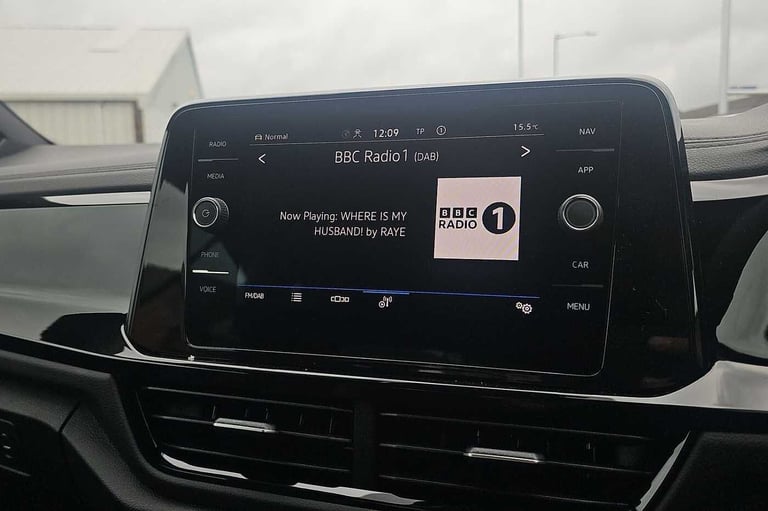 RADIO
Normal
12:09
TP
1
15.5°C
NAV
BBC Radio1 (DAB)
MEDIA
APP
Now Playing: WHERE IS MY
HUSBAND! by RAYE
BBC
RADIO
1
PHONE
CAR
VOICE
FM/DAB
MENU